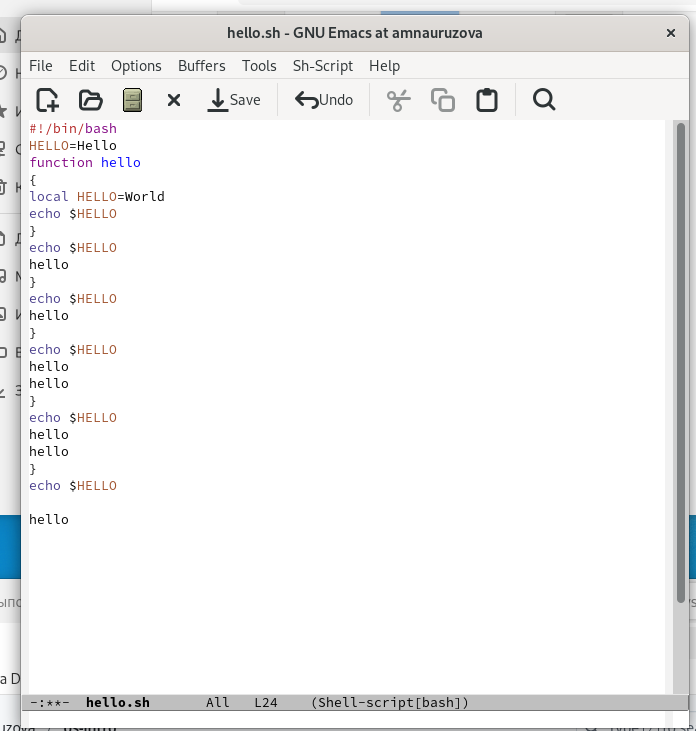 hello.sh - GNU Emacs at amnauruzova
File Edit Options Buffers Tools Sh-Script Help
Save Undo
#!/bin/bash
HELLO=Hello
function hello
{
local HELLO=World
echo $HELLO
}
echo $HELLO
hello
}
echo $HELLO
hello
}
echo $HELLO
hello
hello
}
echo $HELLO
hello
hello
}
echo $HELLO
hello
-:**- hello.sh All L24 (Shell-script[bash])